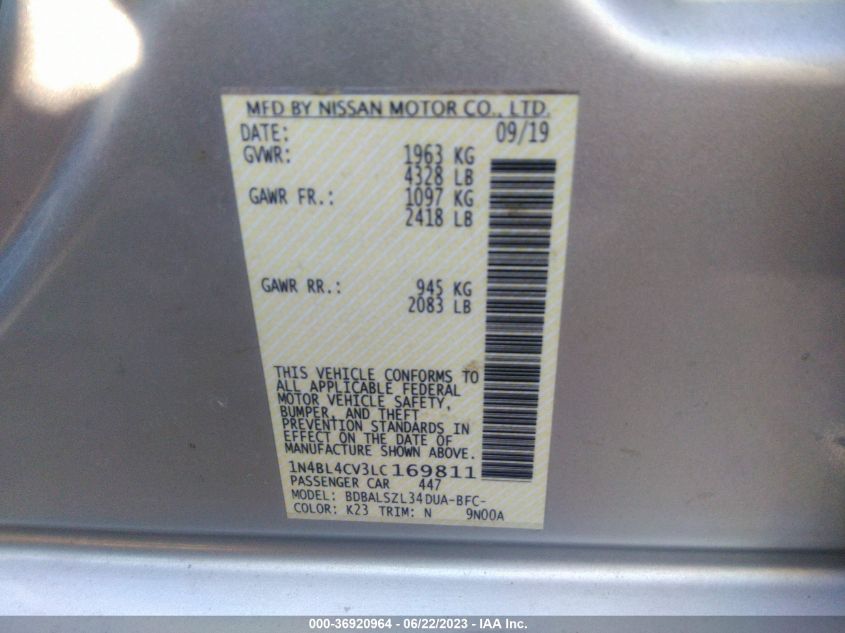 MFD BY NISSAN MOTOR CO., LTD.
DATE: 09/19
GVWR: 1963 KG
4328 LB
GAWR FR.: 1097 KG
2418 LB
GAWR RR.: 945 KG
2083 LB
THIS VEHICLE CONFORMS TO
ALL APPLICABLE FEDERAL
MOTOR VEHICLE SAFETY,
BUMPER, AND THEFT
PREVENTION STANDARDS IN
EFFECT ON THE DATE OF
MANUFACTURE SHOWN ABOVE.
1N4BL4CV3LC169811
PASSENGER CAR 447
MODEL: BDBALSZL34DUA-BFC-
COLOR: K23 TRIM: N 9N00A
000-36920964 - 06/22/2023 - IAA Inc.